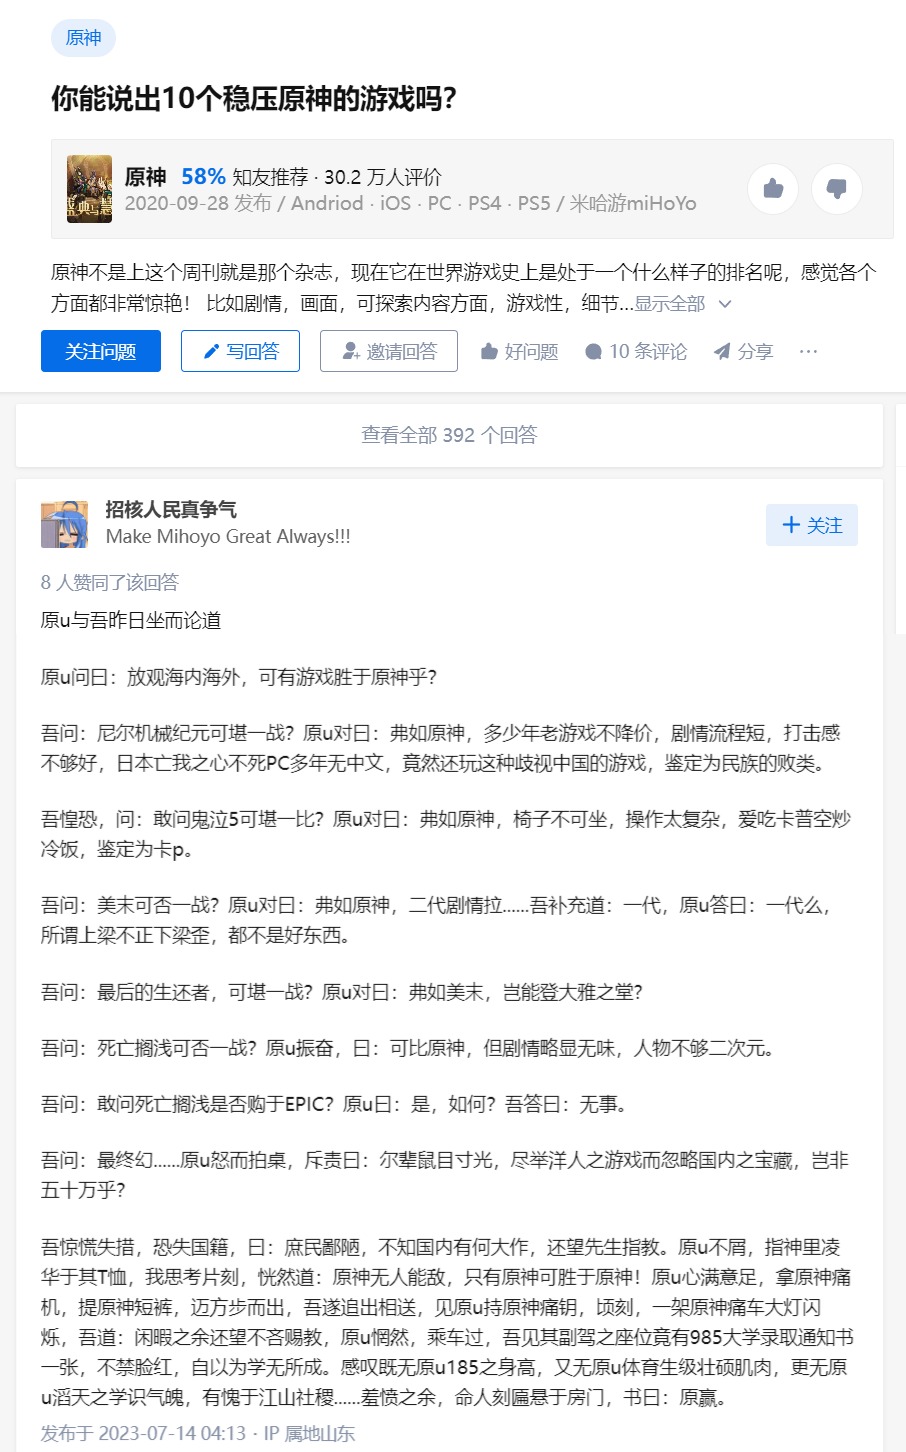 原神
你能说出10个稳压原神的游戏吗？
原神 58% 知友推荐 · 30.2 万人评价
2020-09-28 发布 / Andriod · iOS · PC · PS4 · PS5 / 米哈游miHoYo
原神不是上这个周刊就是那个杂志，现在它在世界游戏史上是处于一个什么样子的排名呢，感觉各个
方面都非常惊艳！ 比如剧情，画面，可探索内容方面，游戏性，细节...显示全部
关注问题 写回答 邀请回答 好问题 10 条评论 分享 ···
查看全部 392 个回答
招核人民真争气
Make Mihoyo Great Always!!!
+ 关注
8 人赞同了该回答
原u与吾昨日坐而论道
原u问曰：放观海内海外，可有游戏胜于原神乎？
吾问：尼尔机械纪元可堪一战？原u对曰：弗如原神，多少年老游戏不降价，剧情流程短，打击感
不够好，日本亡我之心不死PC多年无中文，竟然还玩这种歧视中国的游戏，鉴定为民族的败类。
吾惶恐，问：敢问鬼泣5可堪一比？原u对曰：弗如原神，椅子不可坐，操作太复杂，爱吃卡普空炒
冷饭，鉴定为卡p。
吾问：美末可否一战？原u对曰：弗如原神，二代剧情拉......吾补充道：一代，原u答曰：一代么，
所谓上梁不正下梁歪，都不是好东西。
吾问：最后的生还者，可堪一战？原u对曰：弗如美末，岂能登大雅之堂？
吾问：死亡搁浅可否一战？原u振奋，曰：可比原神，但剧情略显无味，人物不够二次元。
吾问：敢问死亡搁浅是否购于EPIC？原u曰：是，如何？吾答曰：无事。
吾问：最终幻......原u怒而拍桌，斥责曰：尔辈鼠目寸光，尽举洋人之游戏而忽略国内之宝藏，岂非
五十万乎？
吾惊慌失措，恐失国籍，曰：庶民鄙陋，不知国内有何大作，还望先生指教。原u不屑，指神里凌
华于其T恤，我思考片刻，恍然道：原神无人能敌，只有原神可胜于原神！原u心满意足，拿原神痛
机，提原神短裤，迈方步而出，吾遂追出相送，见原u持原神痛钥，顷刻，一架原神痛车大灯闪
烁，吾道：闲暇之余还望不吝赐教，原u惘然，乘车过，吾见其副驾之座位竟有985大学录取通知书
一张，不禁脸红，自以为学无所成。感叹既无原u185之身高，又无原u体育生级壮硕肌肉，更无原
u滔天之学识气魄，有愧于江山社稷......羞愤之余，命人刻匾悬于房门，书曰：原赢。
发布于 2023-07-14 04:13 · IP 属地山东